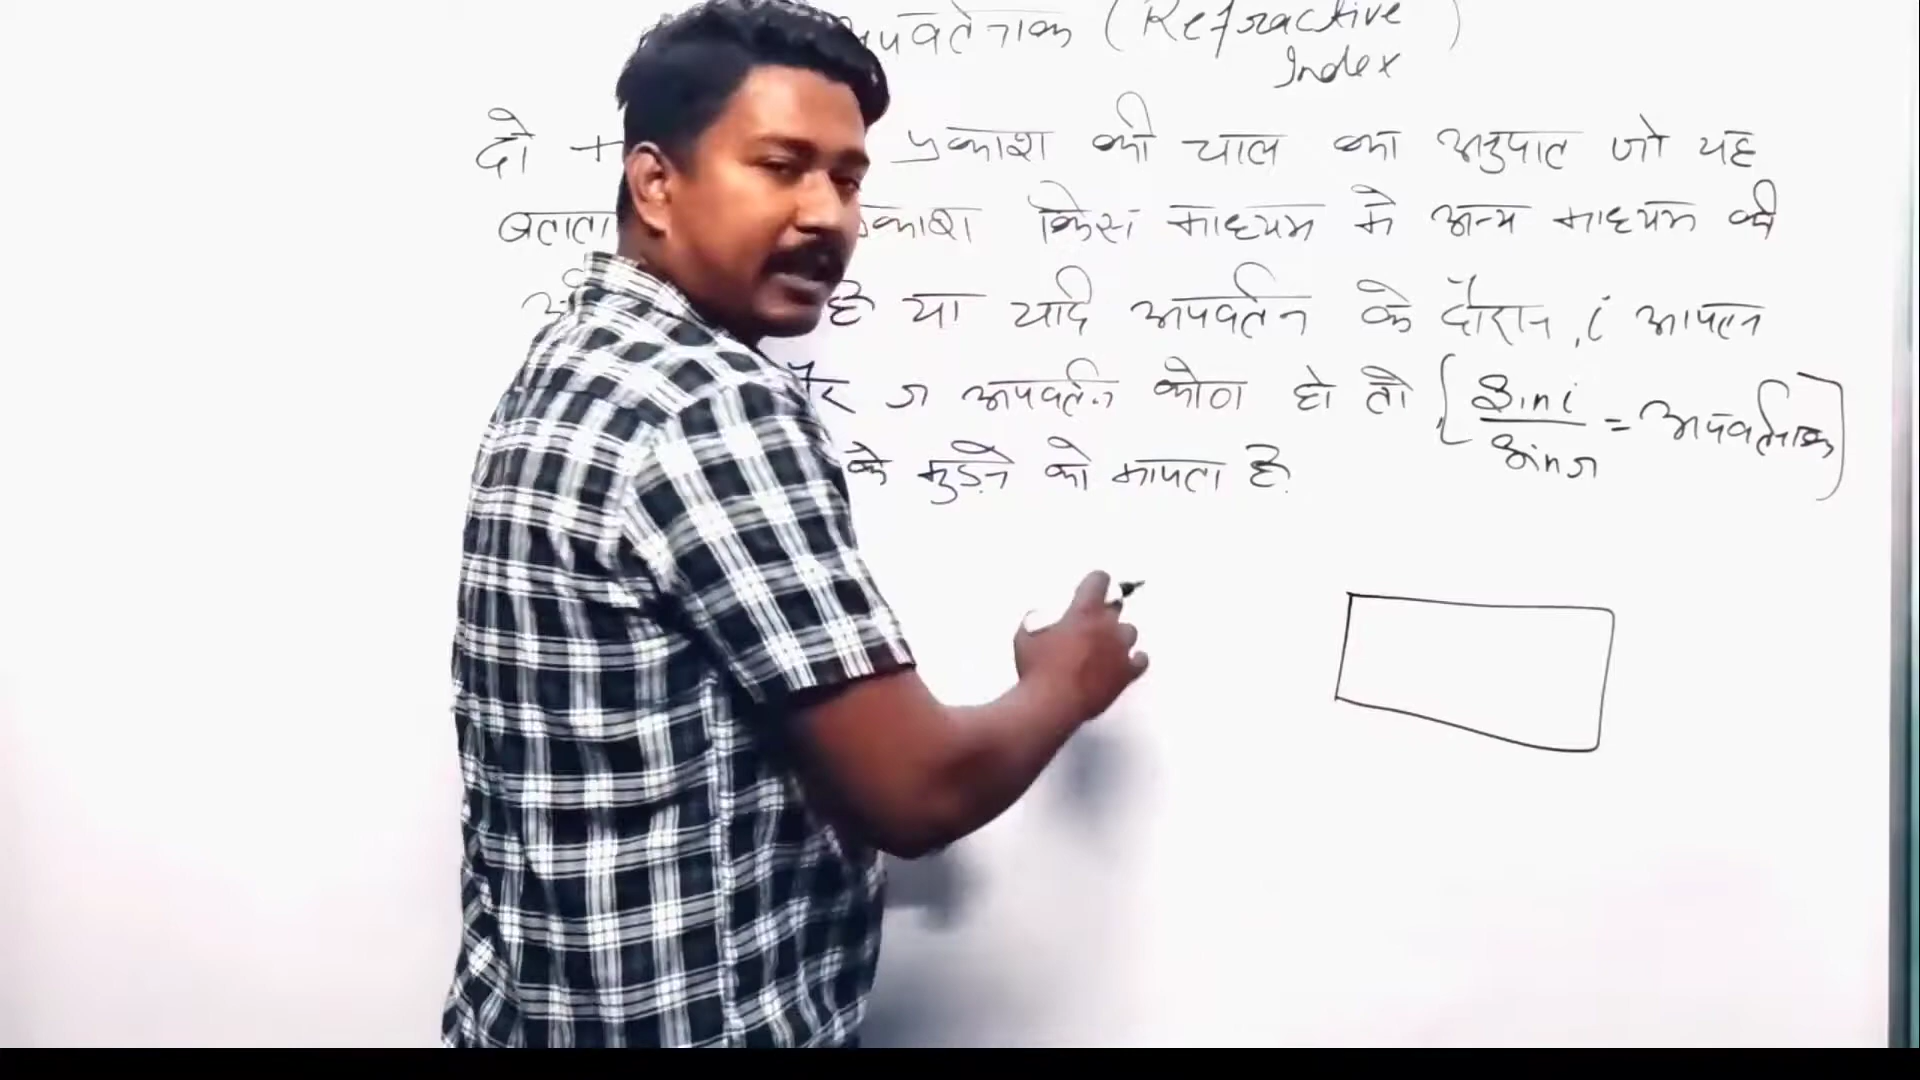 अपवर्तनांक (Refractive
Index)
दो प्रकाश की चाल का अनुपात जो यह
बताता प्रकाश किस माध्यम मे अन्य माध्यम की
है या यदि अपवर्तन के दौरान, i आपतन
और r अपवर्तन कोण हो तो [sin i / sin r = अपवर्तनांक]
के मुड़ने को मापता है